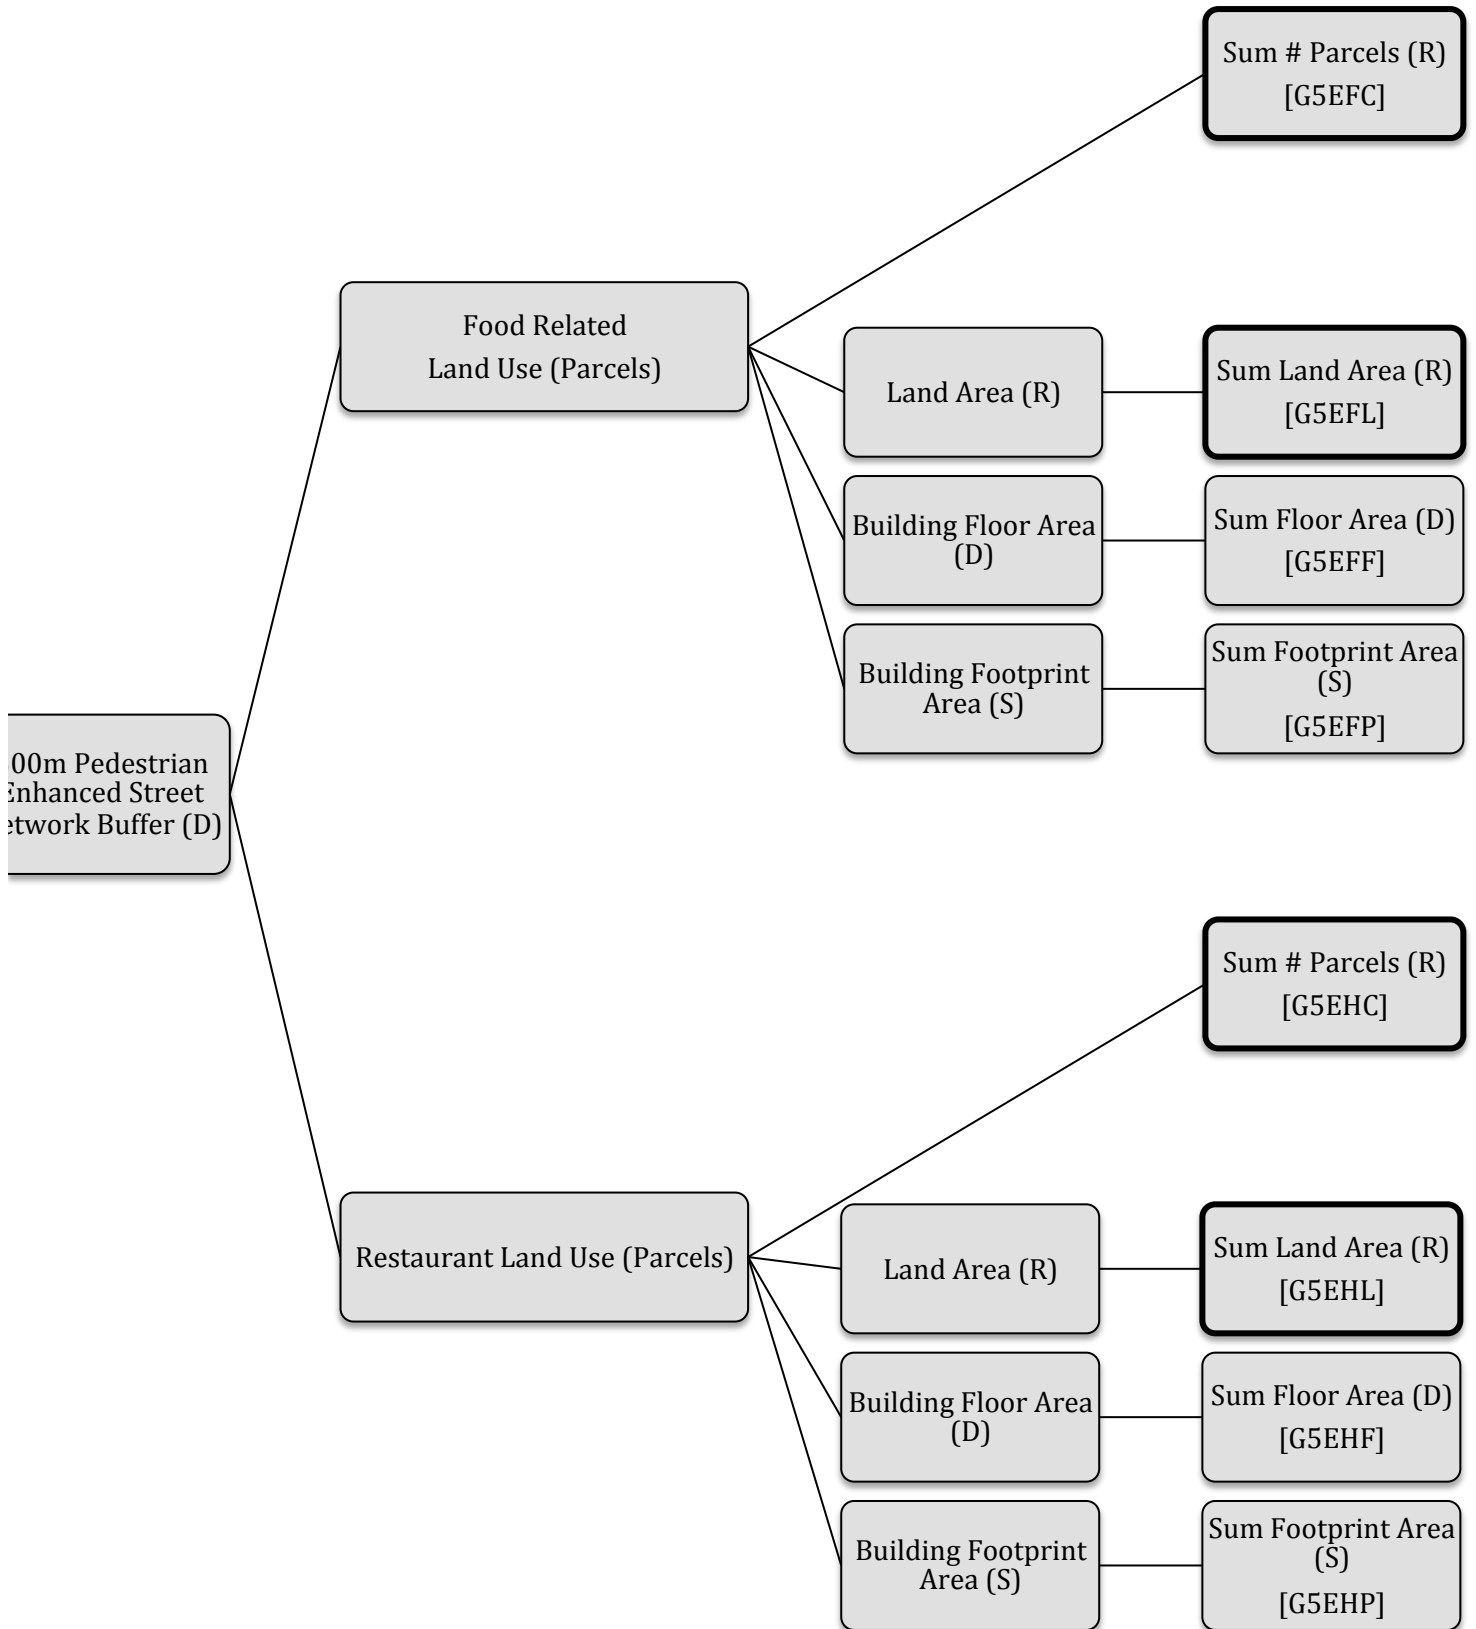 Sum # Parcels (R)
[G5EFC]
Food Related
Land Use (Parcels)
Land Area (R)
Sum Land Area (R)
[G5EFL]
Building Floor Area
(D)
Sum Floor Area (D)
[G5EFF]
Building Footprint
Area (S)
Sum Footprint Area
(S)
[G5EFP]
00m Pedestrian
Enhanced Street
etwork Buffer (D)
Sum # Parcels (R)
[G5EHC]
Restaurant Land Use (Parcels)
Land Area (R)
Sum Land Area (R)
[G5EHL]
Building Floor Area
(D)
Sum Floor Area (D)
[G5EHF]
Building Footprint
Area (S)
Sum Footprint Area
(S)
[G5EHP]